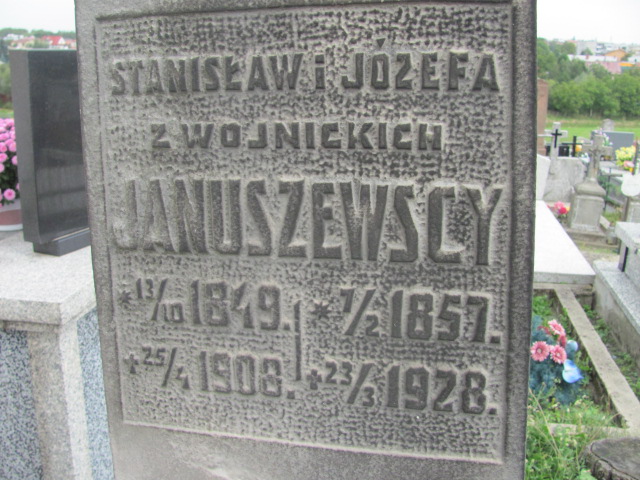 STANISŁAW i JÓZEFA
Z WOJNICKICH
JANUSZEWSCY
* 13/10 1849. * 7/2 1857.
+ 25/4 1908. + 23/3 1928.